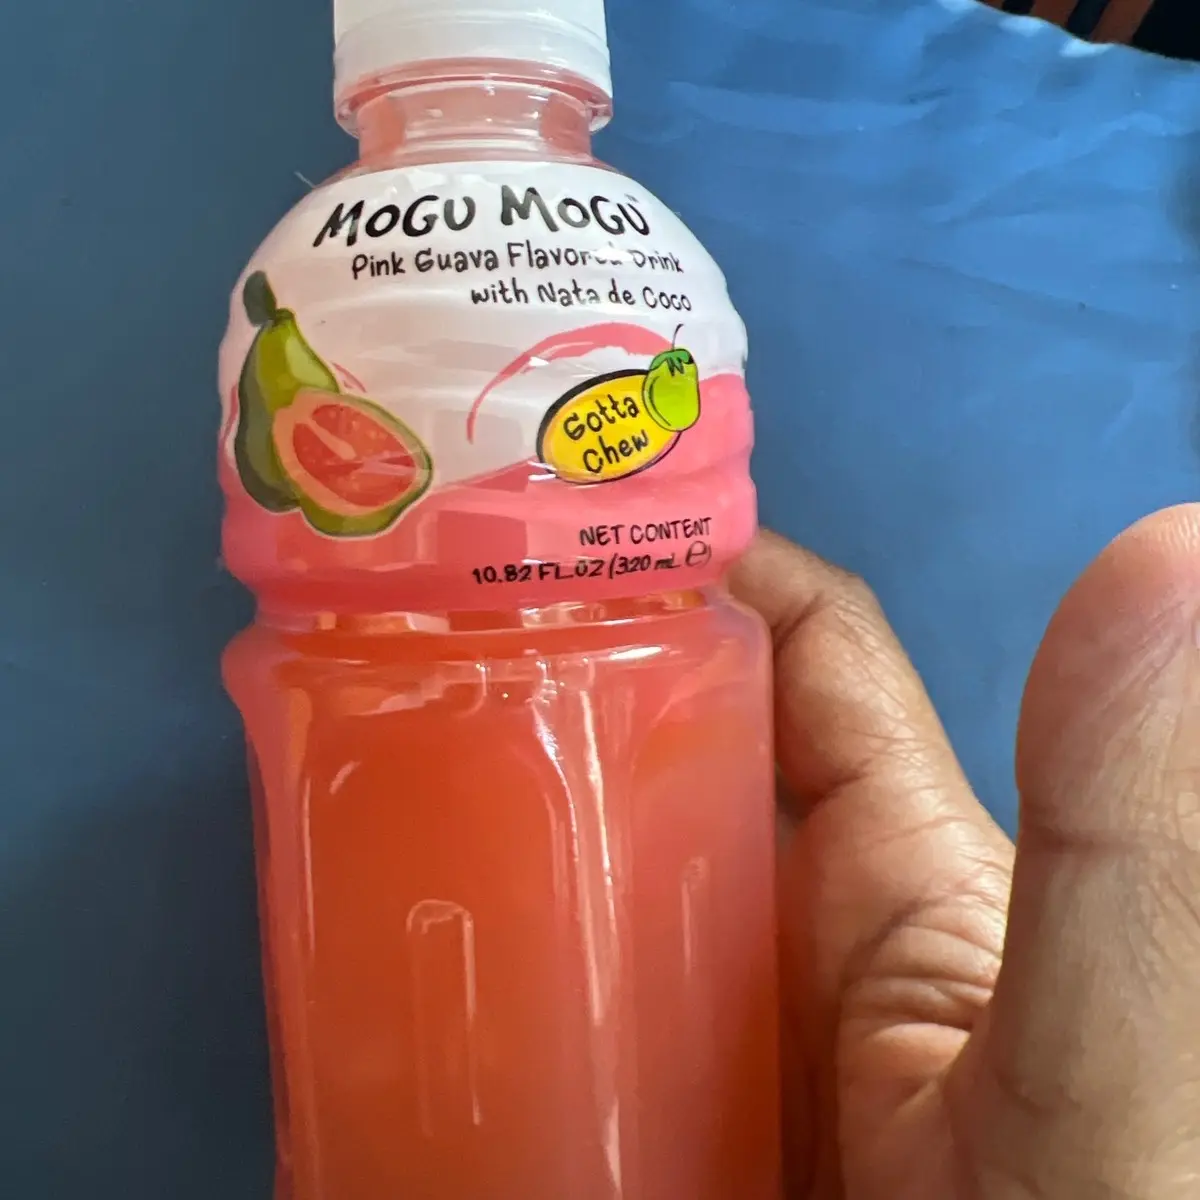 MOGU MOGU™
Pink Guava Flavored Drink
with Nata de Coco
Gotta
Chew
NET CONTENT
10.82 FL.OZ (320 mL ℮)